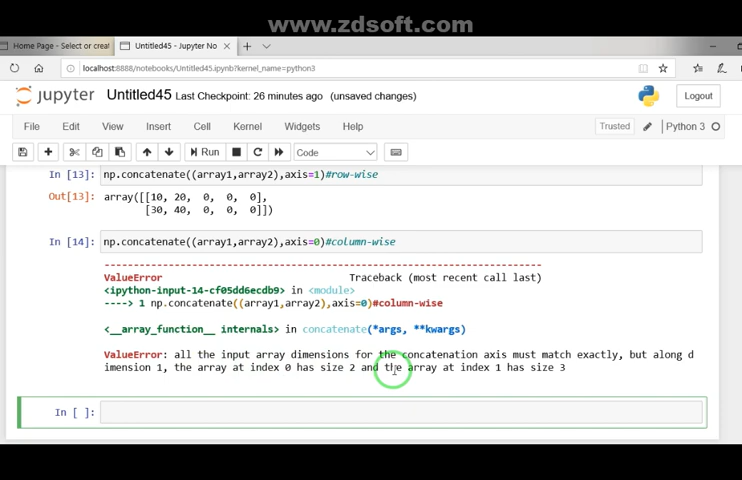 www.zdsoft.com
Home Page - Select or creat
Untitled45 - Jupyter No
localhost:8888/notebooks/Untitled45.ipynb?kernel_name=python3
jupyter Untitled45 Last Checkpoint: 26 minutes ago (unsaved changes) Logout
File Edit View Insert Cell Kernel Widgets Help Trusted Python 3
Run Code
In [13]: np.concatenate((array1,array2),axis=1)#row-wise
Out[13]: array([[10, 20, 0, 0, 0],
[30, 40, 0, 0, 0]])
In [14]: np.concatenate((array1,array2),axis=0)#column-wise
---------------------------------------------------------------------------
ValueError Traceback (most recent call last)
<ipython-input-14-cf05dd6ecdb9> in <module>
----> 1 np.concatenate((array1,array2),axis=0)#column-wise
<__array_function__ internals> in concatenate(*args, **kwargs)
ValueError: all the input array dimensions for the concatenation axis must match exactly, but along d
imension 1, the array at index 0 has size 2 and the array at index 1 has size 3
In [ ]: